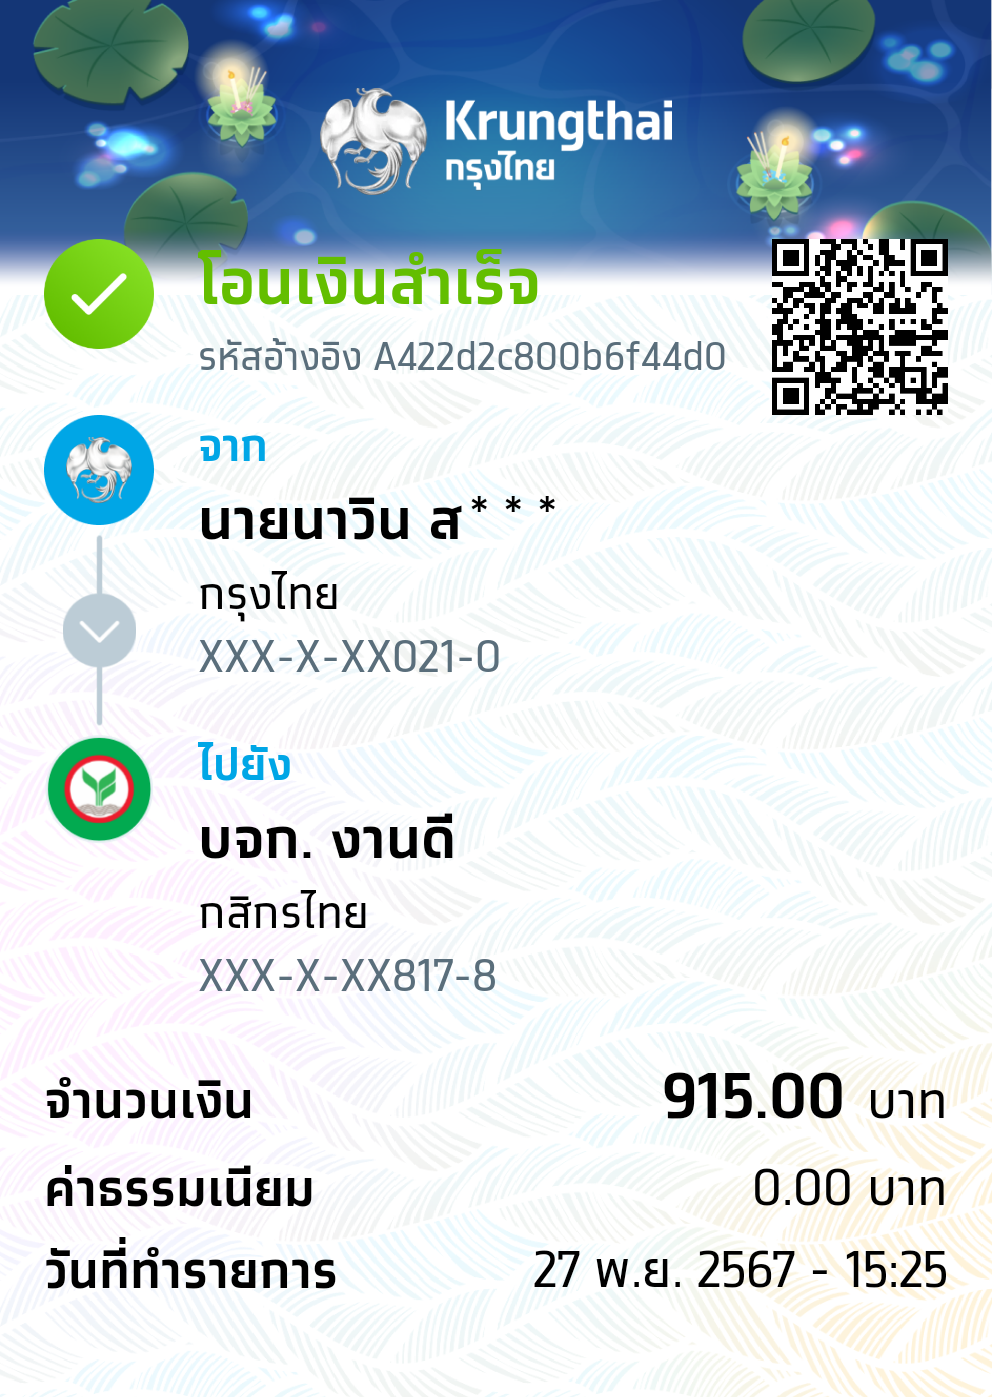 Krungthai
กรุงไทย
โอนเงินสำเร็จ
รหัสอ้างอิง A422d2c800b6f44d0
จาก
นายนาวิน ส* * *
กรุงไทย
XXX-X-XX021-0
ไปยัง
บจก. งานดี
กสิกรไทย
XXX-X-XX817-8
จำนวนเงิน 915.00 บาท
ค่าธรรมเนียม 0.00 บาท
วันที่ทำรายการ 27 พ.ย. 2567 - 15:25